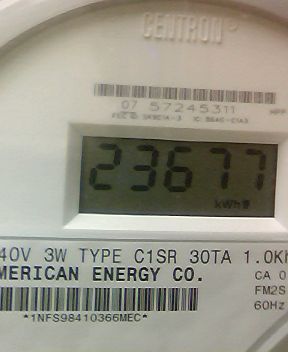 CENTRON®
07 57245311
23677
kWh
40V 3W TYPE C1SR 30TA 1.0Kh
MERICAN ENERGY CO.
CA 0
FM2S
60Hz
*1NFS98410366MEC*